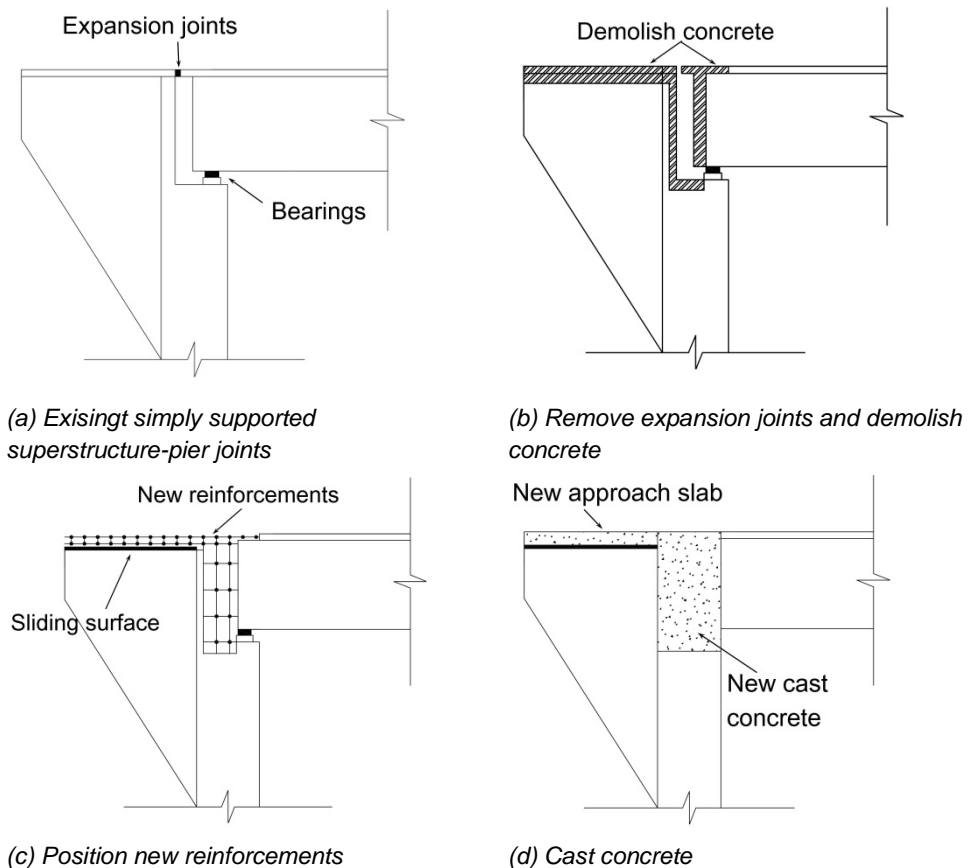 Expansion joints
Bearings
Demolish concrete
(a) Exisingt simply supported
superstructure-pier joints
(b) Remove expansion joints and demolish
concrete
New reinforcements
Sliding surface
New approach slab
New cast
concrete
(c) Position new reinforcements
(d) Cast concrete